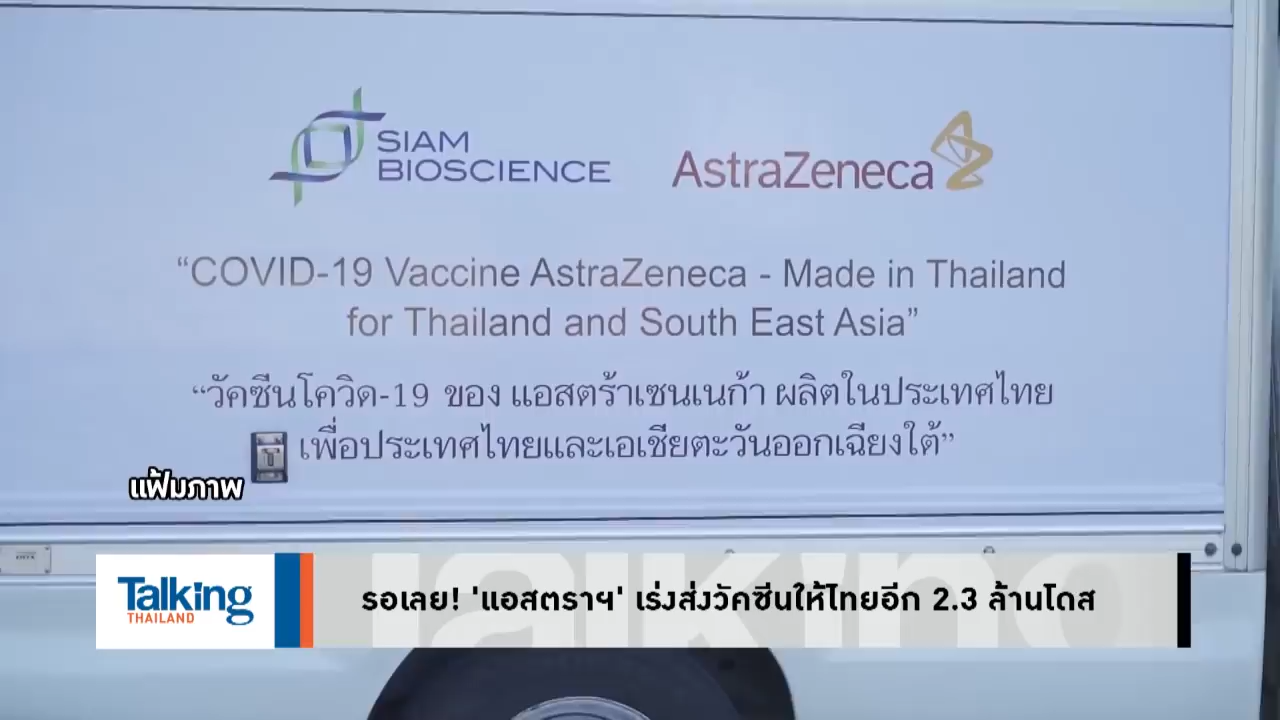 SIAM
BIOSCIENCE
AstraZeneca
“COVID-19 Vaccine AstraZeneca - Made in Thailand
for Thailand and South East Asia”
“วัคซีนโควิด-19 ของ แอสตร้าเซนเนก้า ผลิตในประเทศไทย
เพื่อประเทศไทยและเอเชียตะวันออกเฉียงใต้”
แฟ้มภาพ
Talking
THAILAND
รอเลย! 'แอสตราฯ' เร่งส่งวัคซีนให้ไทยอีก 2.3 ล้านโดส
Talking